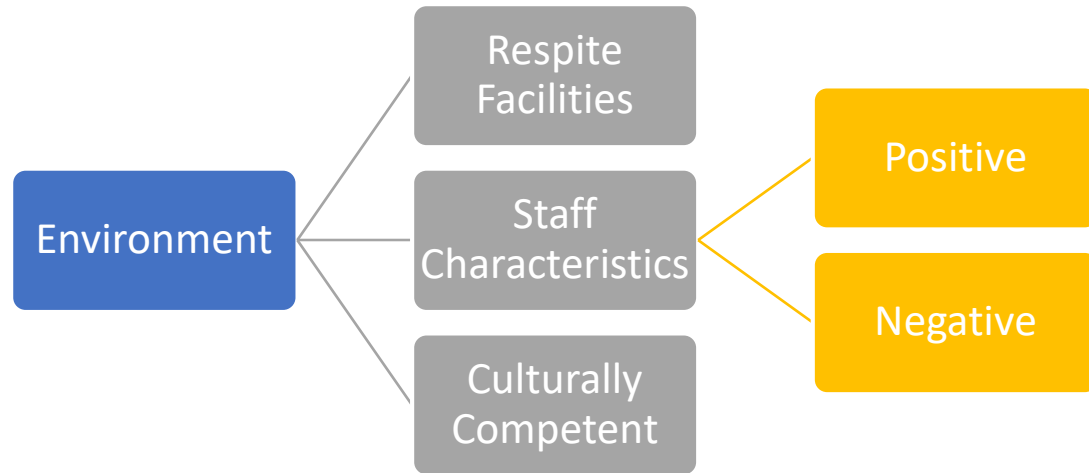 Environment
Respite
Facilities
Staff
Characteristics
Culturally
Competent
Positive
Negative